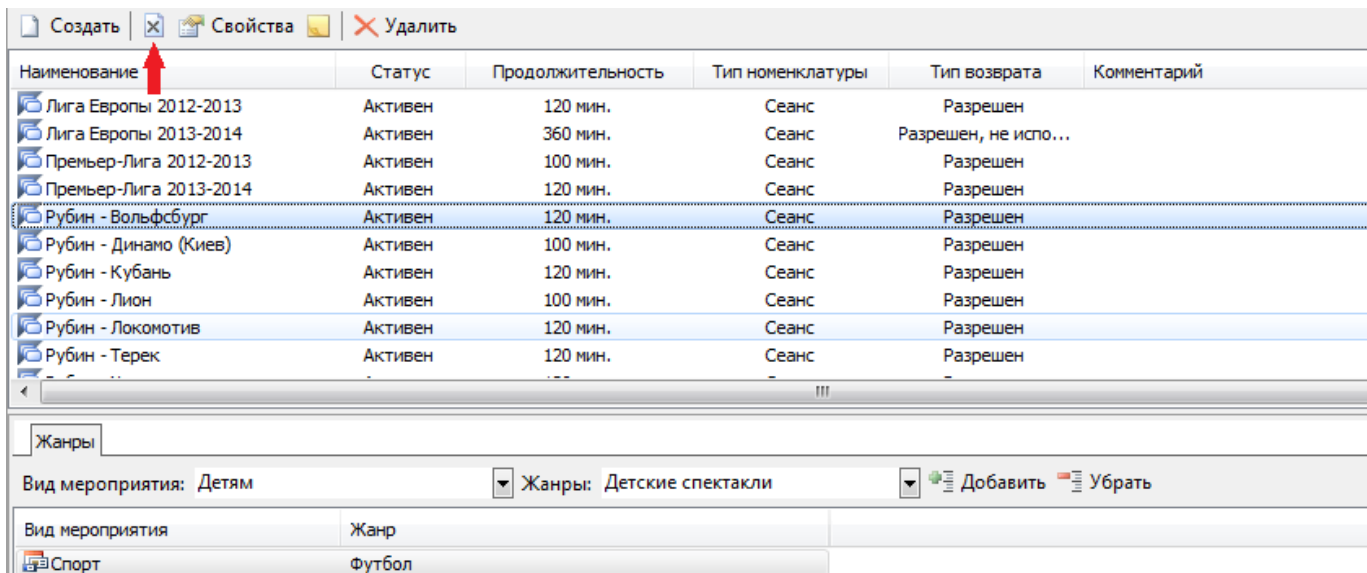 Создать Свойства Удалить
Наименование Статус Продолжительность Тип номенклатуры Тип возврата Комментарий
Лига Европы 2012-2013 Активен 120 мин. Сеанс Разрешен
Лига Европы 2013-2014 Активен 360 мин. Сеанс Разрешен, не испо...
Премьер-Лига 2012-2013 Активен 100 мин. Сеанс Разрешен
Премьер-Лига 2013-2014 Активен 120 мин. Сеанс Разрешен
Рубин - Вольфсбург Активен 120 мин. Сеанс Разрешен
Рубин - Динамо (Киев) Активен 100 мин. Сеанс Разрешен
Рубин - Кубань Активен 120 мин. Сеанс Разрешен
Рубин - Лион Активен 100 мин. Сеанс Разрешен
Рубин - Локомотив Активен 120 мин. Сеанс Разрешен
Рубин - Терек Активен 120 мин. Сеанс Разрешен
Жанры
Вид мероприятия: Детям Жанры: Детские спектакли Добавить Убрать
Вид мероприятия Жанр
Спорт Футбол